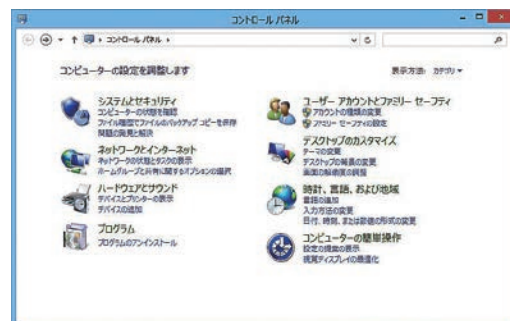 コントロール パネル
コントロール パネル
コンピューターの設定を調整します
表示方法: カテゴリ
システムとセキュリティ
コンピューターの状態を確認
ファイル履歴でファイルのバックアップ コピーを保存
問題の発見と解決
ネットワークとインターネット
ネットワークの状態とタスクの表示
ホームグループと共有に関するオプションの選択
ハードウェアとサウンド
デバイスとプリンターの表示
デバイスの追加
プログラム
プログラムのアンインストール
ユーザー アカウントとファミリー セーフティ
アカウントの種類の変更
ファミリー セーフティの設定
デスクトップのカスタマイズ
テーマの変更
デスクトップの背景の変更
画面の解像度の調整
時計、言語、および地域
言語の追加
入力方法の変更
日付、時刻、または数値の形式の変更
コンピューターの簡単操作
設定の提案の表示
視覚ディスプレイの最適化